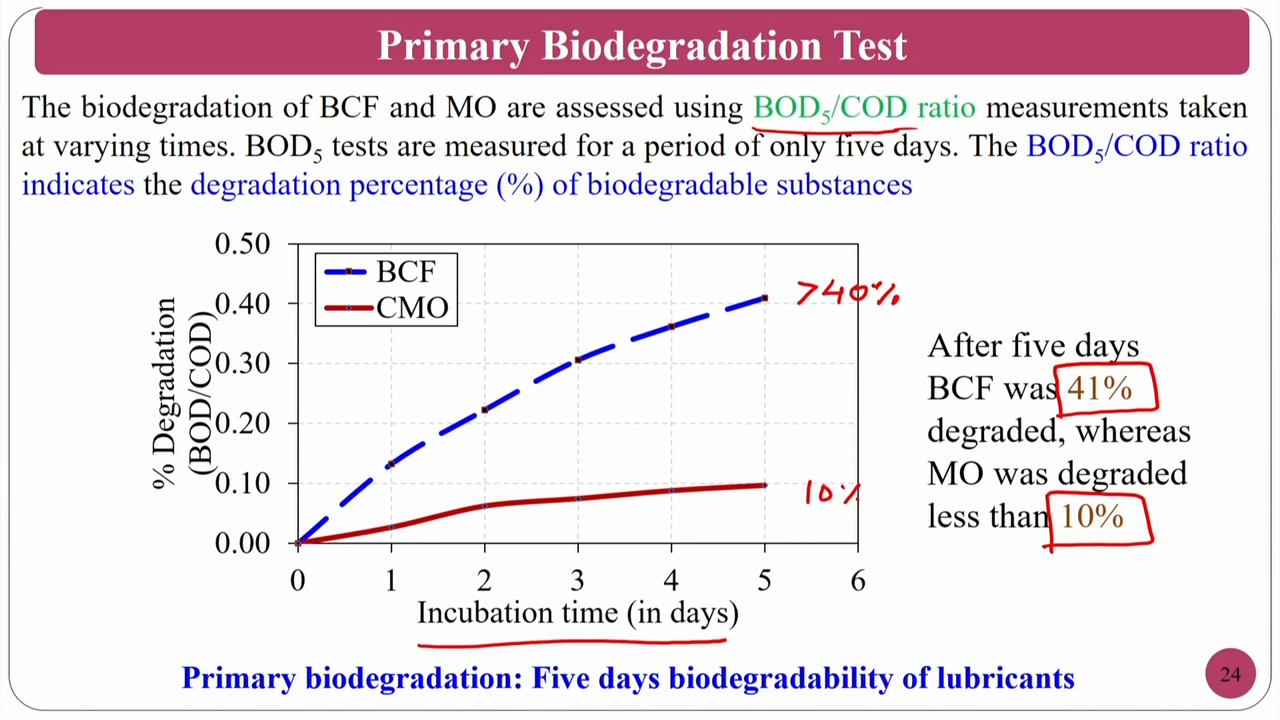 Primary Biodegradation Test
The biodegradation of BCF and MO are assessed using BOD₅/COD ratio measurements taken
at varying times. BOD₅ tests are measured for a period of only five days. The BOD₅/COD ratio
indicates the degradation percentage (%) of biodegradable substances
% Degradation
(BOD/COD)
0.50
0.40
0.30
0.20
0.10
0.00
BCF
CMO
>40%
10%
0 1 2 3 4 5 6
Incubation time (in days)
After five days
BCF was 41%
degraded, whereas
MO was degraded
less than 10%
Primary biodegradation: Five days biodegradability of lubricants
24